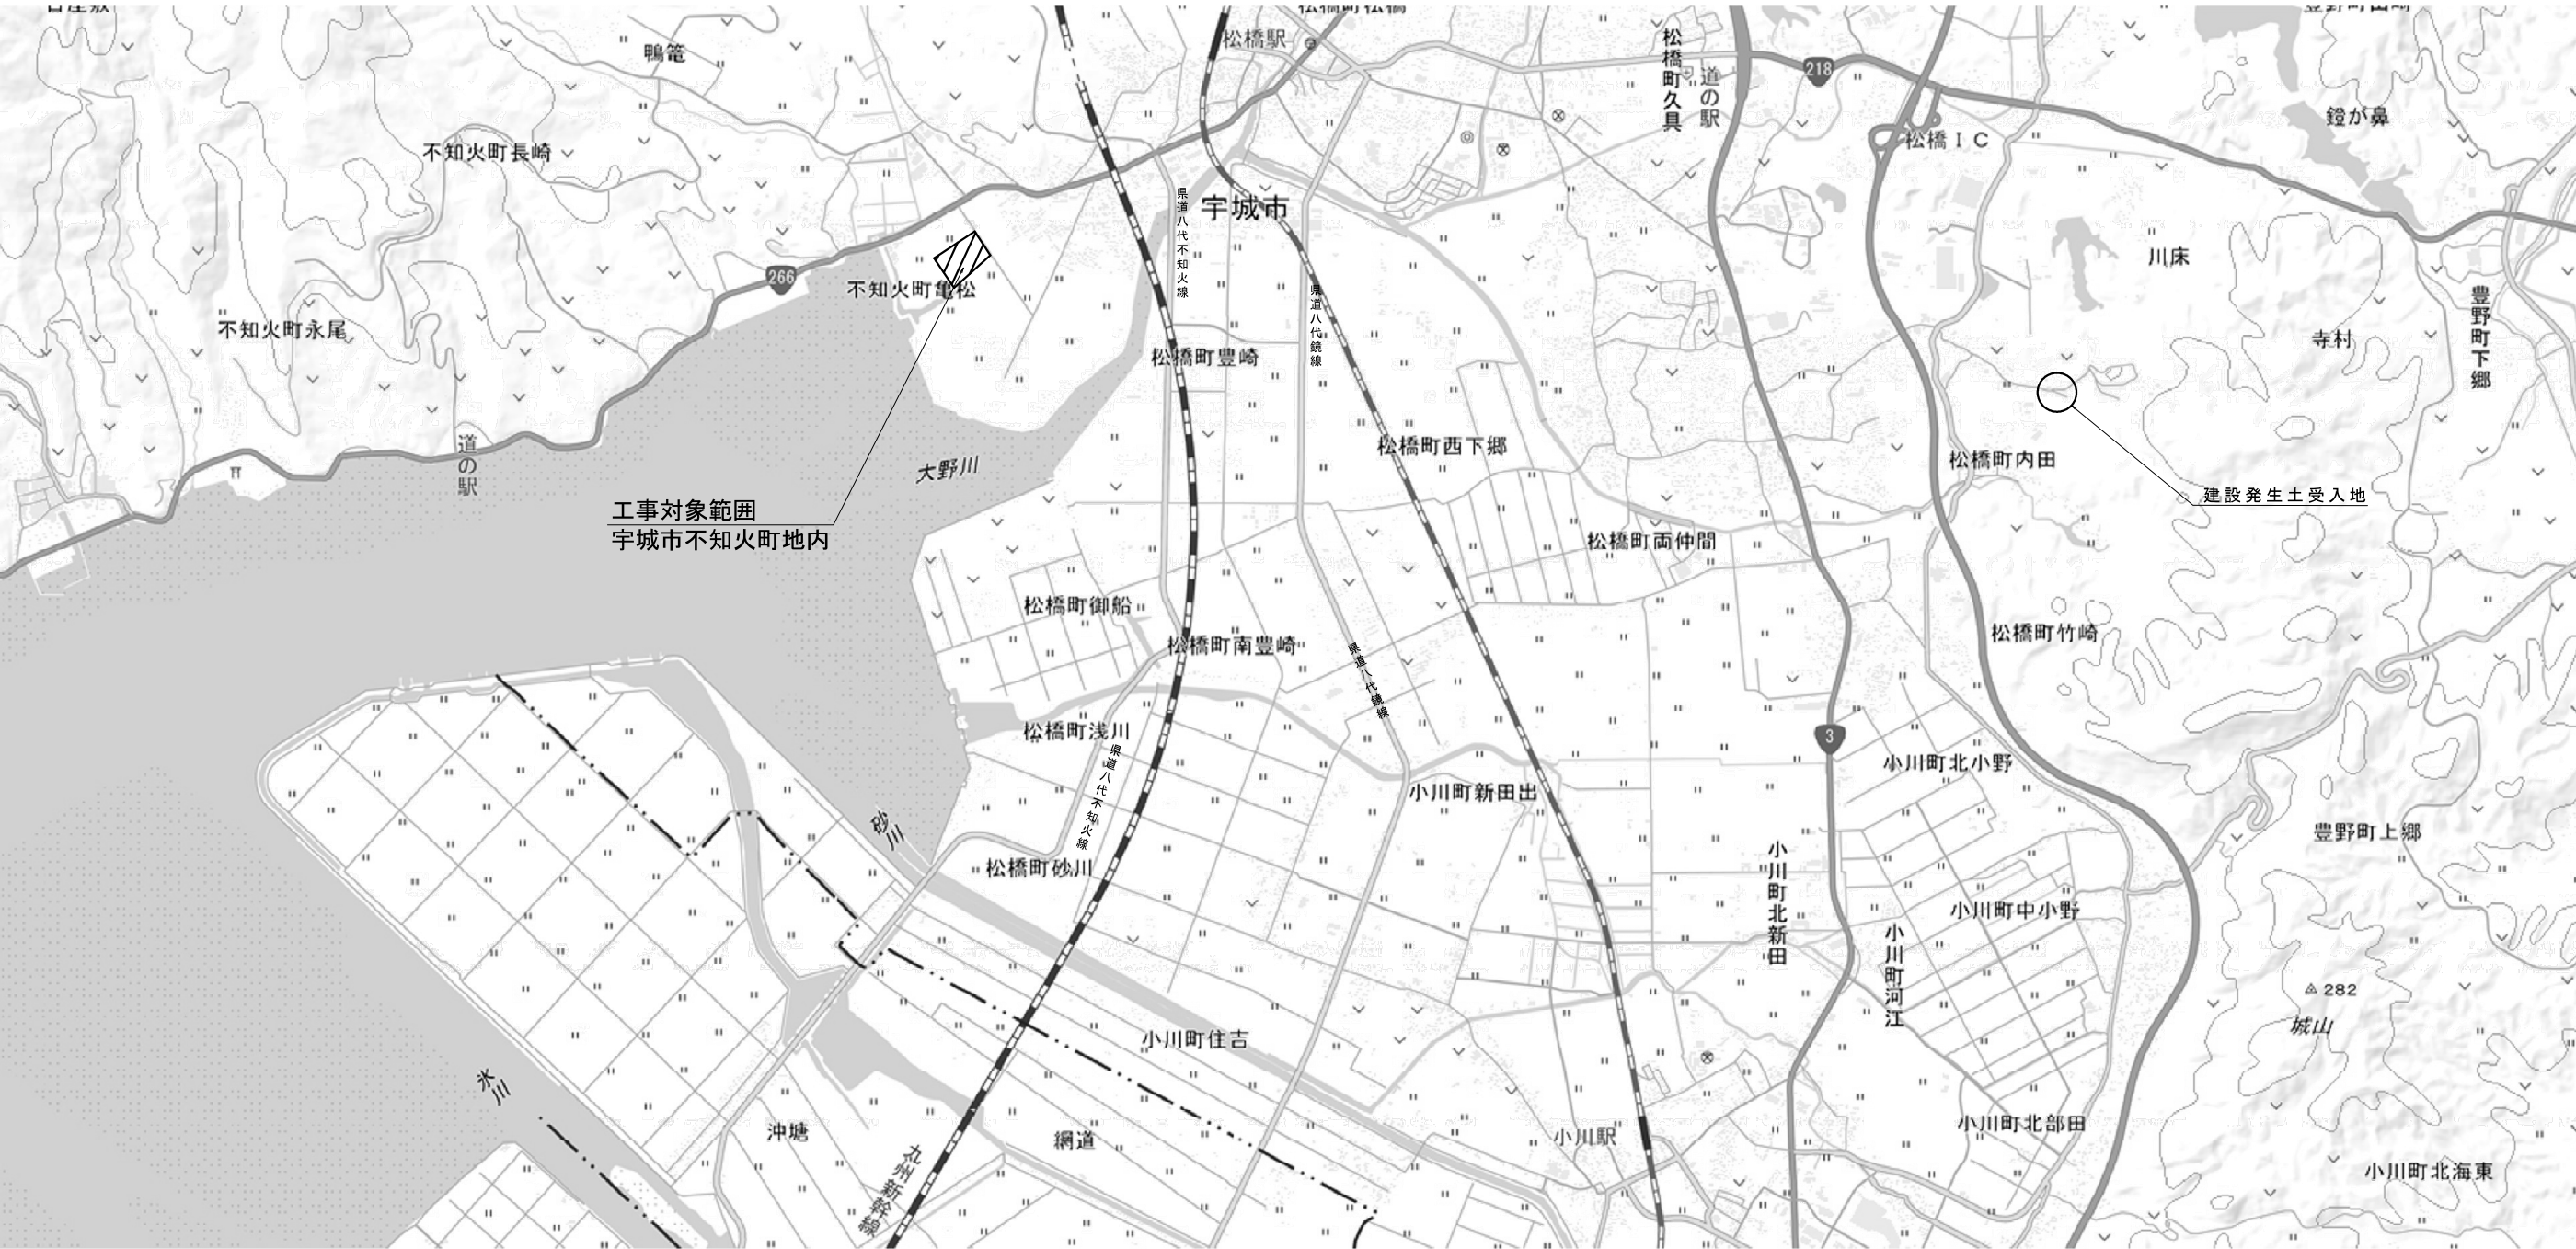 鴨篭
松橋駅
松橋町久具
道の駅
218
鐙が鼻
松橋ＩＣ
不知火町長崎
県道八代不知火線
宇城市
川床
266
不知火町亀松
県道八代鏡線
豊野町下郷
不知火町永尾
寺村
松橋町豊崎
道の駅
大野川
松橋町西下郷
松橋町内田
建設発生土受入地
工事対象範囲
宇城市不知火町地内
松橋町両仲間
松橋町御船
松橋町南豊崎
松橋町竹崎
県道八代鏡線
松橋町浅川
県道八代不知火線
3
小川町北小野
小川町新田出
砂川
豊野町上郷
松橋町砂川
小川町北新田
小川町中小野
小川町河江
282
城山
小川町住吉
氷川
沖塘
網道
小川駅
小川町北部田
九州新幹線
小川町北海東